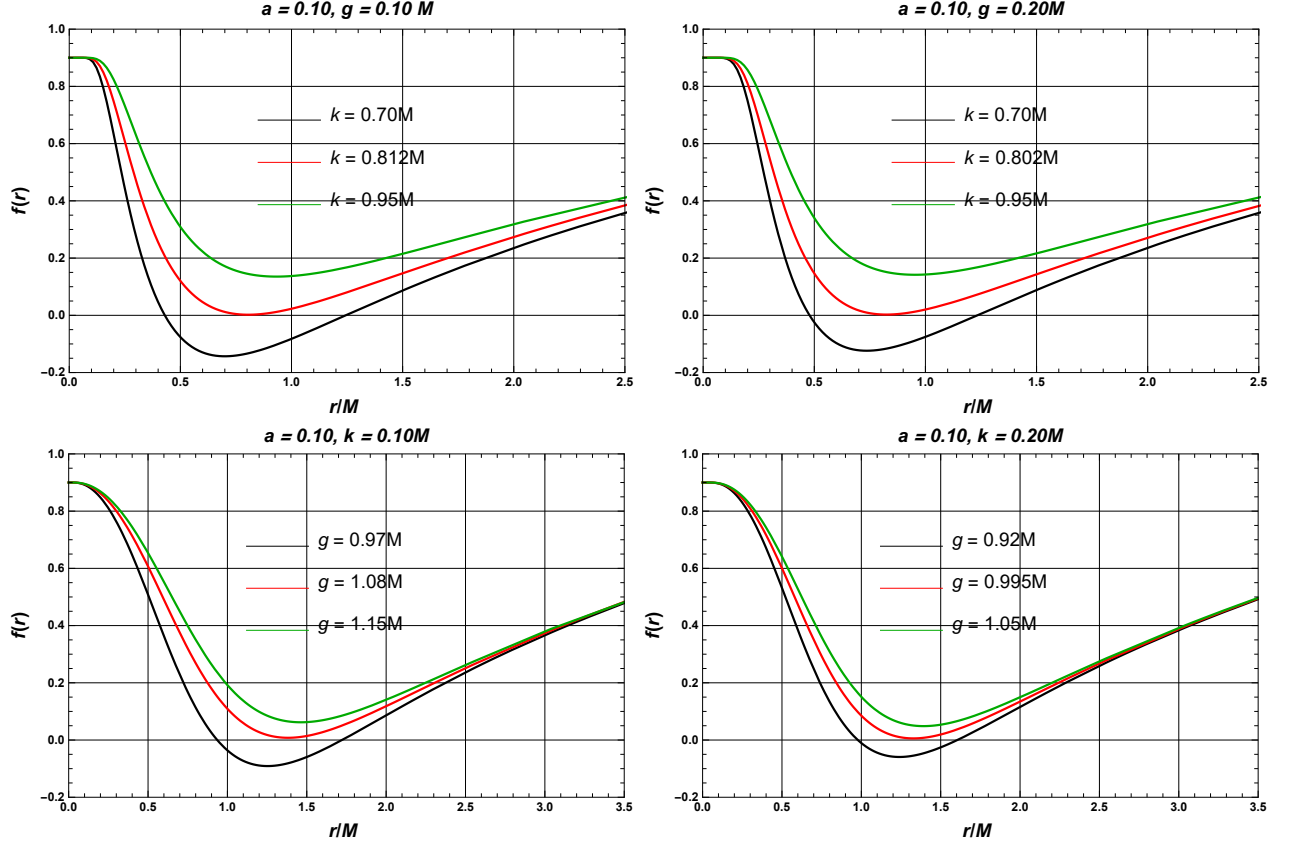 a = 0.10, g = 0.10 M
1.0
0.8
0.6
0.4
0.2
0.0
−0.2
f(r)
k = 0.70M
k = 0.812M
k = 0.95M
0.0 0.5 1.0 1.5 2.0 2.5
r/M
a = 0.10, g = 0.20M
1.0
0.8
0.6
0.4
0.2
0.0
−0.2
f(r)
k = 0.70M
k = 0.802M
k = 0.95M
0.0 0.5 1.0 1.5 2.0 2.5
r/M
a = 0.10, k = 0.10M
1.0
0.8
0.6
0.4
0.2
0.0
−0.2
f(r)
g = 0.97M
g = 1.08M
g = 1.15M
0.0 0.5 1.0 1.5 2.0 2.5 3.0 3.5
r/M
a = 0.10, k = 0.20M
1.0
0.8
0.6
0.4
0.2
0.0
−0.2
f(r)
g = 0.92M
g = 0.995M
g = 1.05M
0.0 0.5 1.0 1.5 2.0 2.5 3.0 3.5
r/M